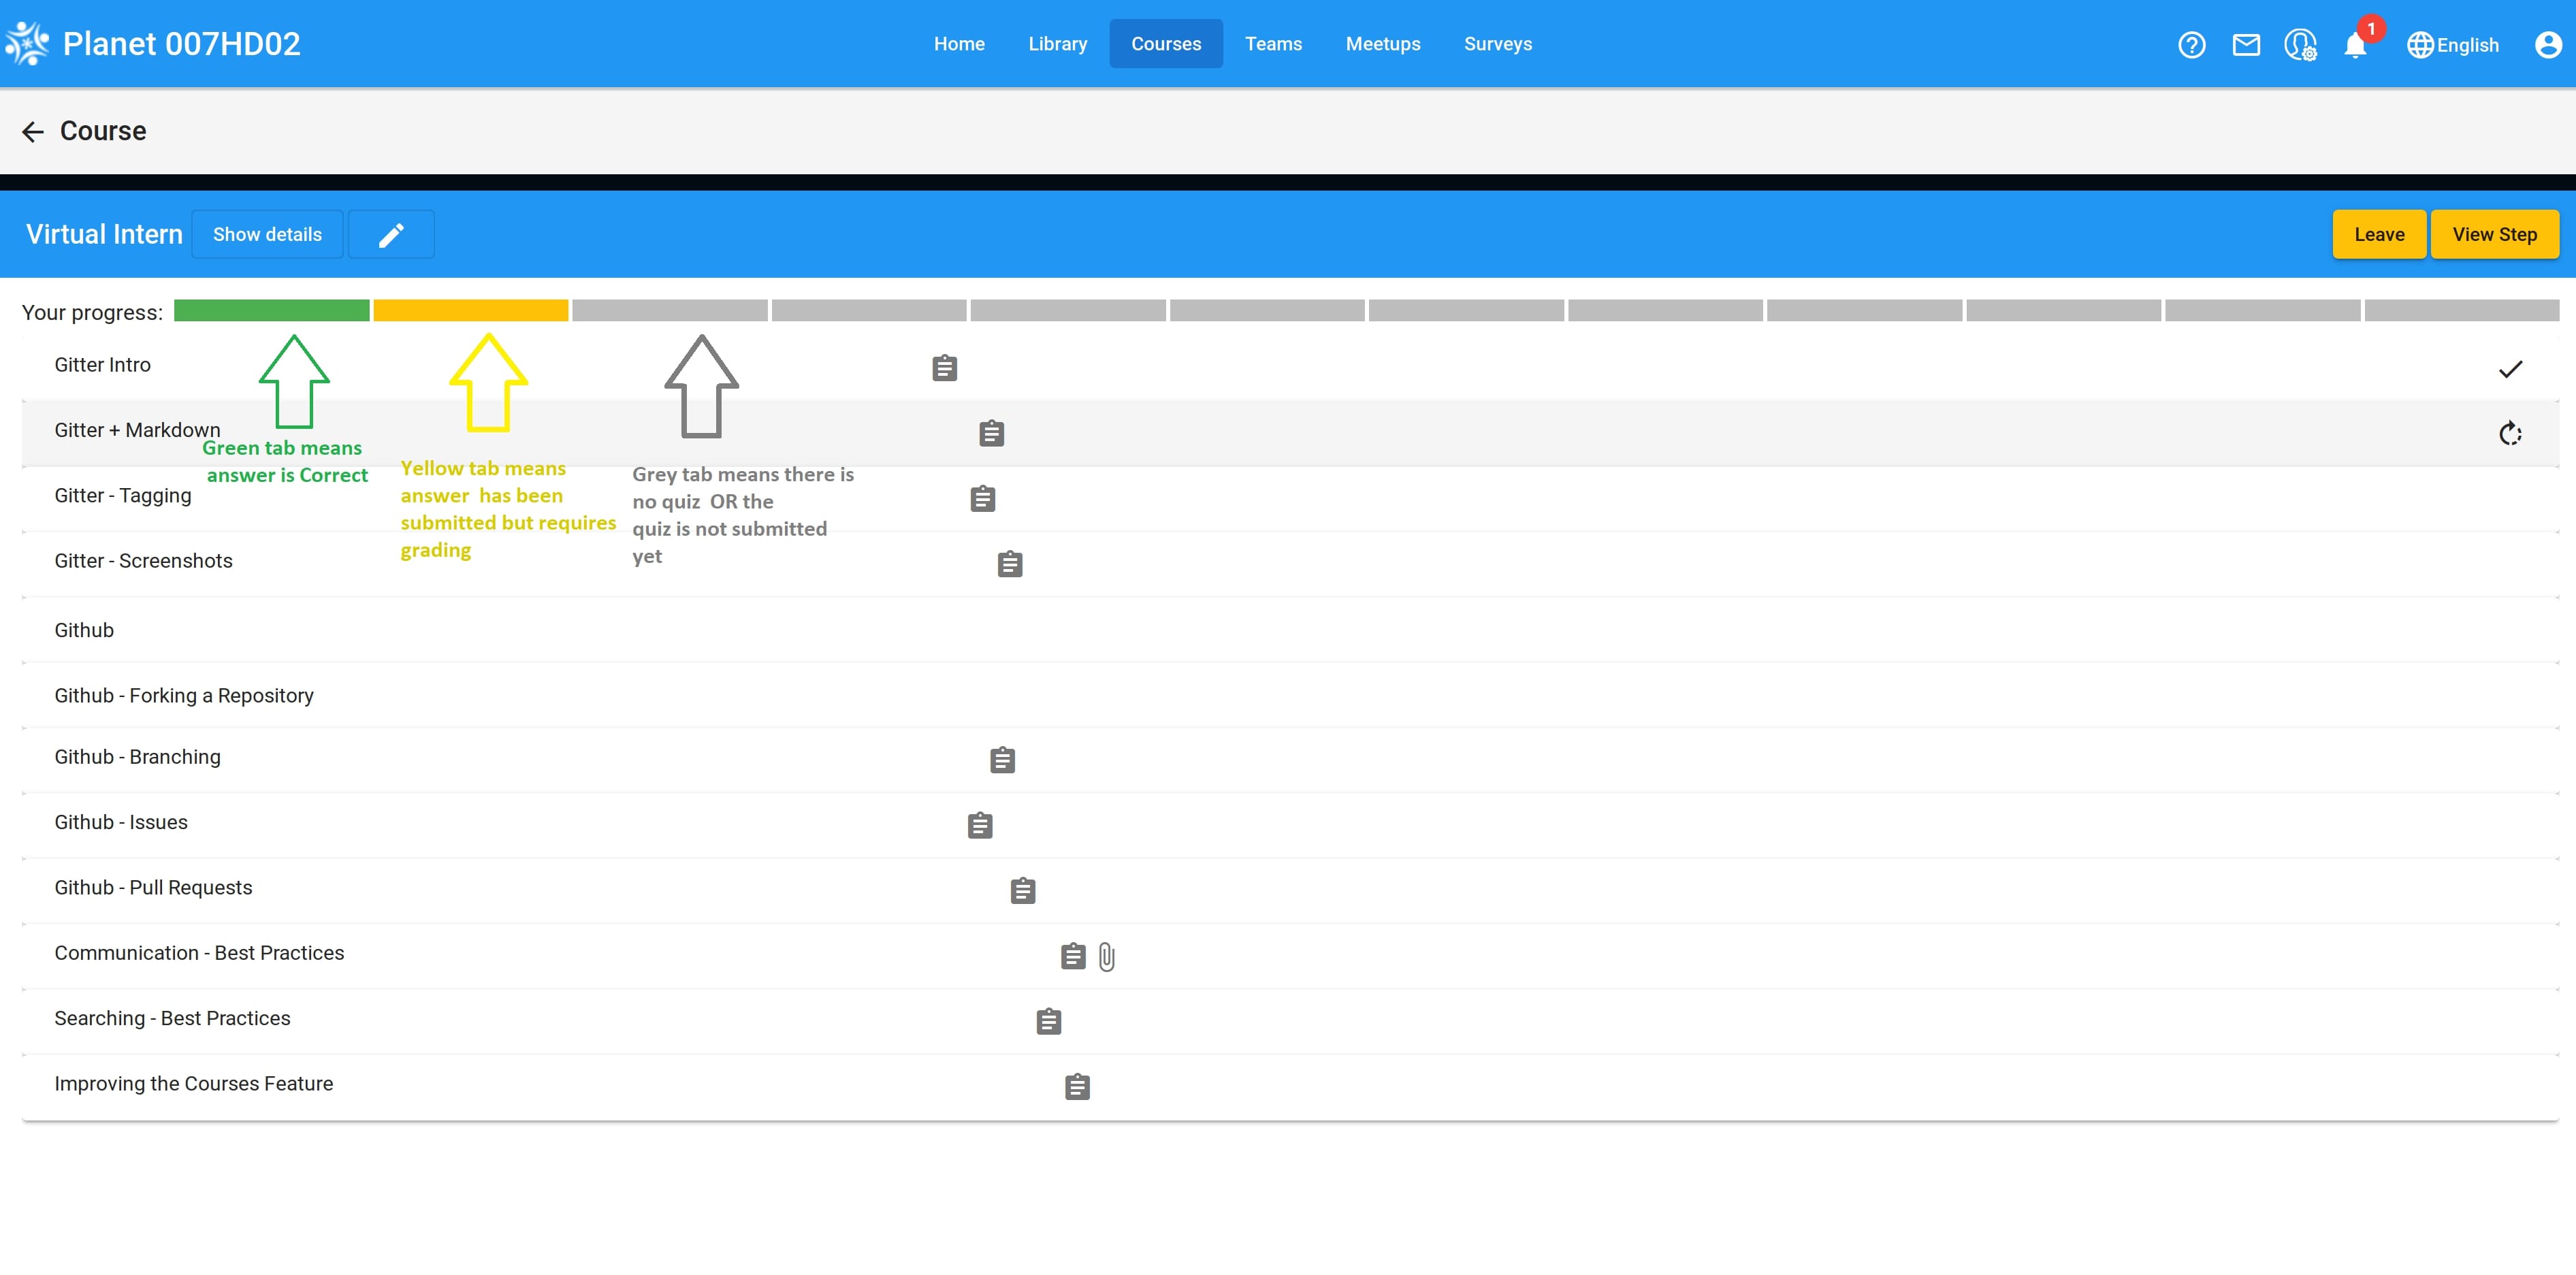 Planet 007HD02
Home Library Courses Teams Meetups Surveys
1
English
Course
Virtual Intern Show details
Leave View Step
Your progress:
Gitter Intro
Gitter + Markdown
Green tab means
answer is Correct
Yellow tab means
answer has been
submitted but requires
grading
Grey tab means there is
no quiz OR the
quiz is not submitted
yet
Gitter - Tagging
Gitter - Screenshots
Github
Github - Forking a Repository
Github - Branching
Github - Issues
Github - Pull Requests
Communication - Best Practices
Searching - Best Practices
Improving the Courses Feature